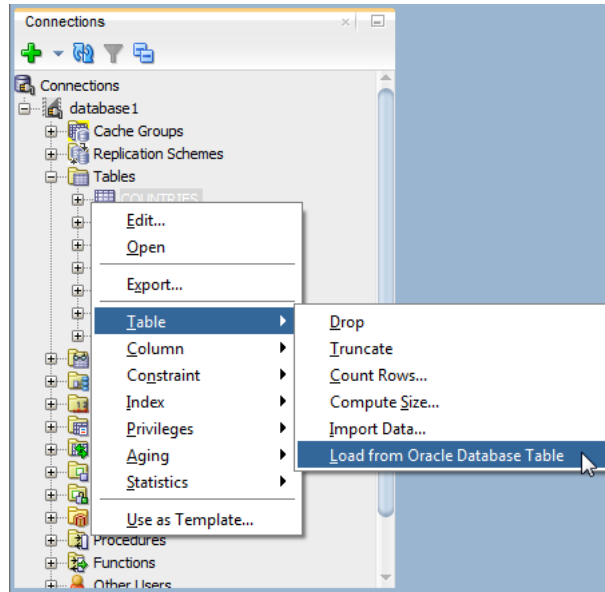 Connections
Connections
database1
Cache Groups
Replication Schemes
Tables
COUNTRIES
Edit...
Open
Export...
Table
Column
Constraint
Index
Privileges
Aging
Statistics
Use as Template...
Drop
Truncate
Count Rows...
Compute Size...
Import Data...
Load from Oracle Database Table
Procedures
Functions
Other Users